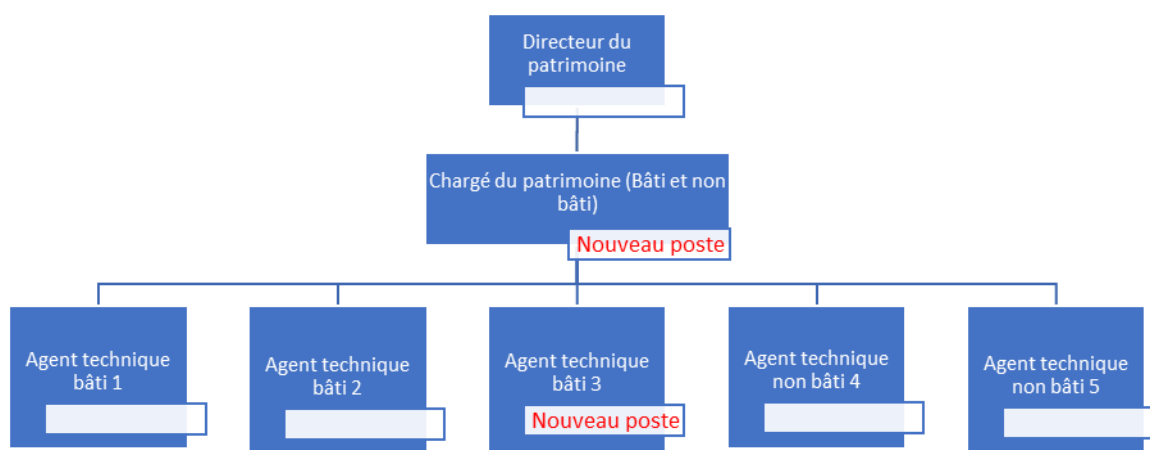 Directeur du
patrimoine
Chargé du patrimoine (Bâti et non
bâti)
Nouveau poste
Agent technique
bâti 1
Agent technique
bâti 2
Agent technique
bâti 3
Nouveau poste
Agent technique
non bâti 4
Agent technique
non bâti 5